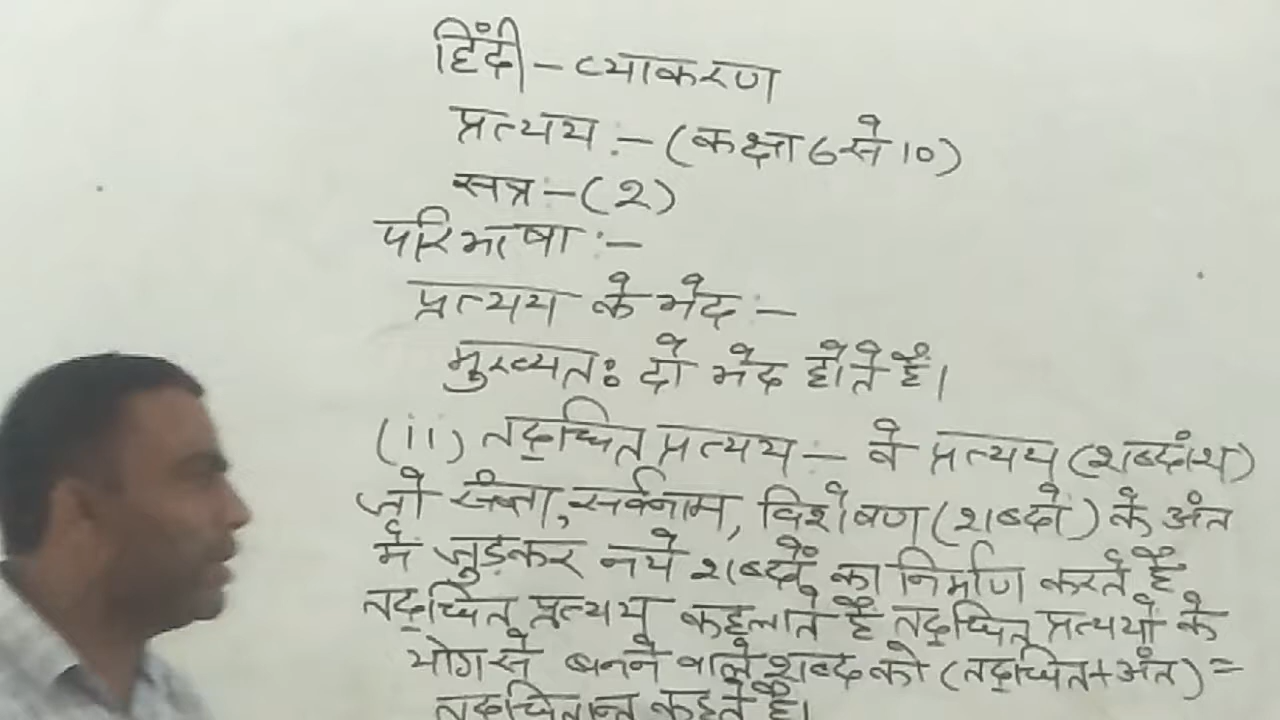 हिंदी - व्याकरण
प्रत्यय :- (कक्षा 6 से 10)
सत्र :- (2)
परिभाषा :-
प्रत्यय के भेद :-
मुख्यतः दो भेद होते हैं।
(ii) तद्धित प्रत्यय :- वे प्रत्यय (शब्दांश)
जो संज्ञा, सर्वनाम, विशेषण (शब्दों) के अंत
में जुड़कर नये शब्दों का निर्माण करते हैं
तद्धित प्रत्यय कहलाते हैं तद्धित प्रत्ययों के
योग से बनने वाले शब्द को (तद्धित+अंत) =
तद्धितान्त कहते हैं।